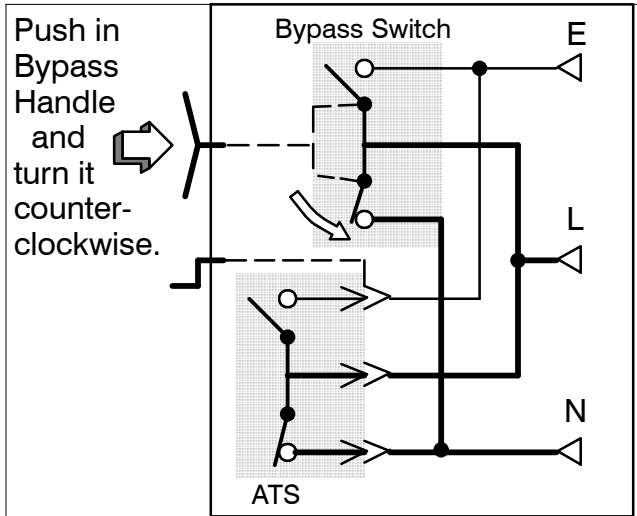 Push in
Bypass
Handle
and
turn it
counter-
clockwise.
Bypass Switch
E
L
N
ATS